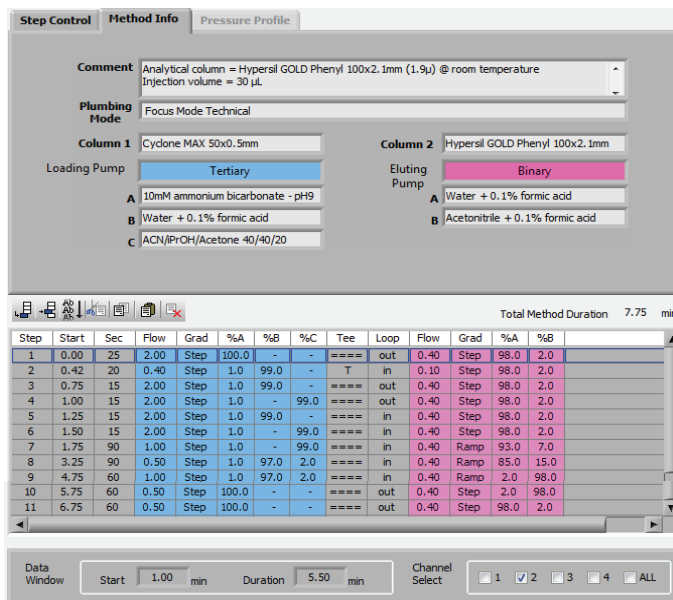 Step Control Method Info Pressure Profile
Comment Analytical column = Hypersil GOLD Phenyl 100x2.1mm (1.9µ) @ room temperature
Injection volume = 30 µL
Plumbing Mode Focus Mode Technical
Column 1 Cyclone MAX 50x0.5mm Column 2 Hypersil GOLD Phenyl 100x2.1mm
Loading Pump Tertiary Eluting Pump Binary
A 10mM ammonium bicarbonate - pH9 A Water + 0.1% formic acid
B Water + 0.1% formic acid B Acetonitrile + 0.1% formic acid
C ACN/iPrOH/Acetone 40/40/20
Total Method Duration 7.75 min
Step Start Sec Flow Grad %A %B %C Tee Loop Flow Grad %A %B
1 0.00 25 2.00 Step 100.0 - - ==== out 0.40 Step 98.0 2.0
2 0.42 20 0.40 Step 1.0 99.0 - T in 0.10 Step 98.0 2.0
3 0.75 15 2.00 Step 1.0 99.0 - ==== out 0.40 Step 98.0 2.0
4 1.00 15 2.00 Step 1.0 - 99.0 ==== out 0.40 Step 98.0 2.0
5 1.25 15 2.00 Step 1.0 99.0 - ==== in 0.40 Step 98.0 2.0
6 1.50 15 2.00 Step 1.0 - 99.0 ==== in 0.40 Step 98.0 2.0
7 1.75 90 1.00 Step 1.0 - 99.0 ==== in 0.40 Ramp 93.0 7.0
8 3.25 90 0.50 Step 1.0 97.0 2.0 ==== in 0.40 Ramp 85.0 15.0
9 4.75 60 1.00 Step 1.0 97.0 2.0 ==== in 0.40 Ramp 2.0 98.0
10 5.75 60 0.50 Step 100.0 - - ==== out 0.40 Step 2.0 98.0
11 6.75 60 0.50 Step 100.0 - - ==== out 0.40 Step 98.0 2.0
Data Window Start 1.00 min Duration 5.50 min Channel Select 1 2 3 4 ALL